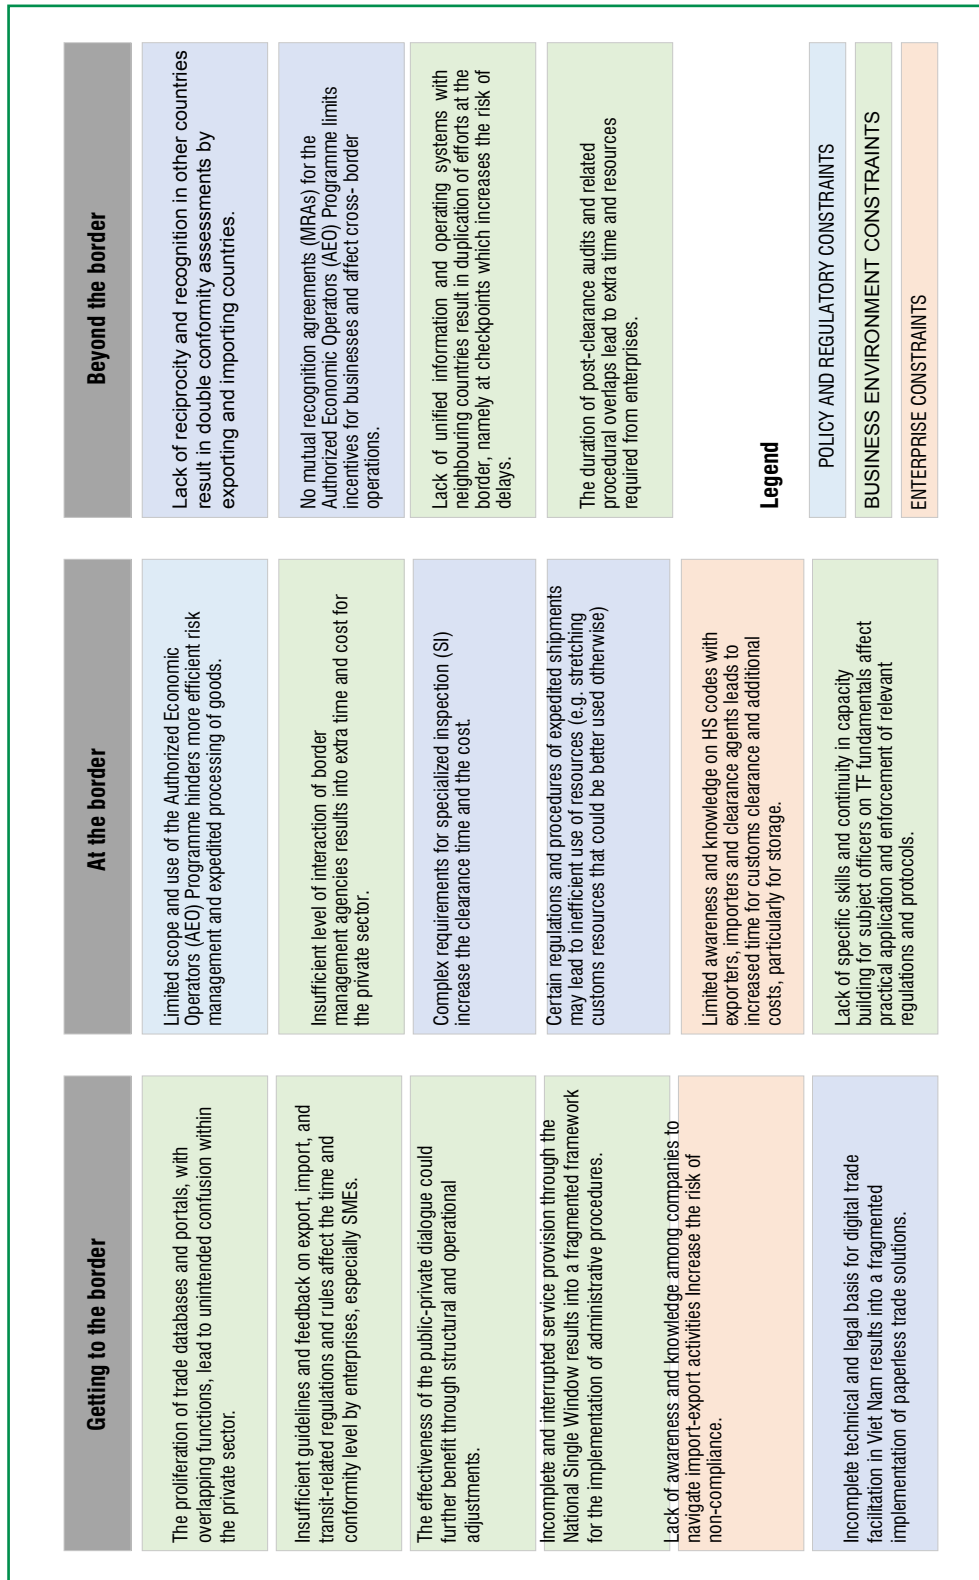 Getting to the border
The proliferation of trade databases and portals, with
overlapping functions, lead to unintended confusion within
the private sector.
Insufficient guidelines and feedback on export, import, and
transit-related regulations and rules affect the time and
conformity level by enterprises, especially SMEs.
The effectiveness of the public-private dialogue could
further benefit through structural and operational
adjustments.
Incomplete and interrupted service provision through the
National Single Window results into a fragmented framework
for the implementation of administrative procedures.
Lack of awareness and knowledge among companies to
navigate import-export activities Increase the risk of
non-compliance.
Incomplete technical and legal basis for digital trade
facilitation in Viet Nam results into a fragmented
implementation of paperless trade solutions.
At the border
Limited scope and use of the Authorized Economic
Operators (AEO) Programme hinders more efficient risk
management and expedited processing of goods.
Insufficient level of interaction of border
management agencies results into extra time and cost for
the private sector.
Complex requirements for specialized inspection (SI)
increase the clearance time and the cost.
Certain regulations and procedures of expedited shipments
may lead to inefficient use of resources (e.g. stretching
customs resources that could be better used otherwise)
Limited awareness and knowledge on HS codes with
exporters, importers and clearance agents leads to
increased time for customs clearance and additional
costs, particularly for storage.
Lack of specific skills and continuity in capacity
building for subject officers on TF fundamentals affect
practical application and enforcement of relevant
regulations and protocols.
Beyond the border
Lack of reciprocity and recognition in other countries
result in double conformity assessments by
exporting and importing countries.
No mutual recognition agreements (MRAs) for the
Authorized Economic Operators (AEO) Programme limits
incentives for businesses and affect cross- border
operations.
Lack of unified information and operating systems with
neighbouring countries result in duplication of efforts at the
border, namely at checkpoints which increases the risk of
delays.
The duration of post-clearance audits and related
procedural overlaps lead to extra time and resources
required from enterprises.
Legend
POLICY AND REGULATORY CONSTRAINTS
BUSINESS ENVIRONMENT CONSTRAINTS
ENTERPRISE CONSTRAINTS